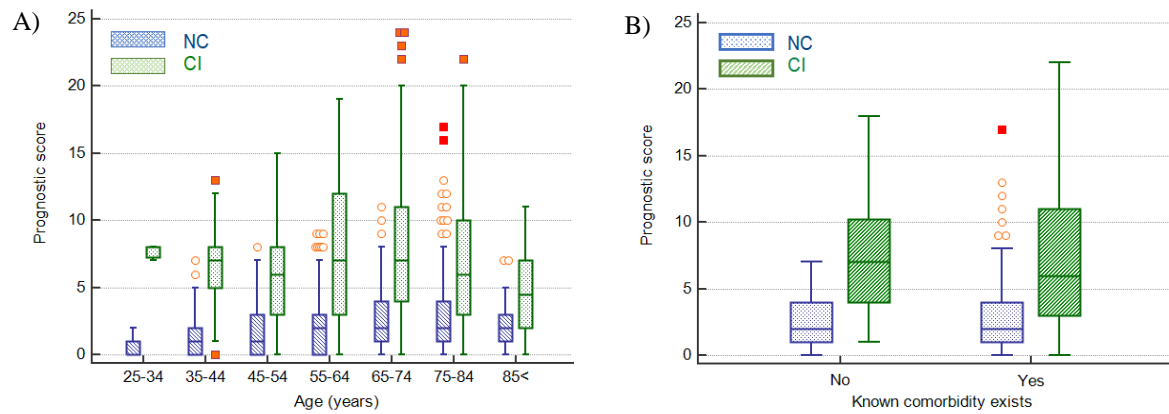 A)
NC
CI
Prognostic score
25
20
15
10
5
0
25-34 35-44 45-54 55-64 65-74 75-84 85<
Age (years)
B)
NC
CI
Prognostic score
25
20
15
10
5
0
No Yes
Known comorbidity exists